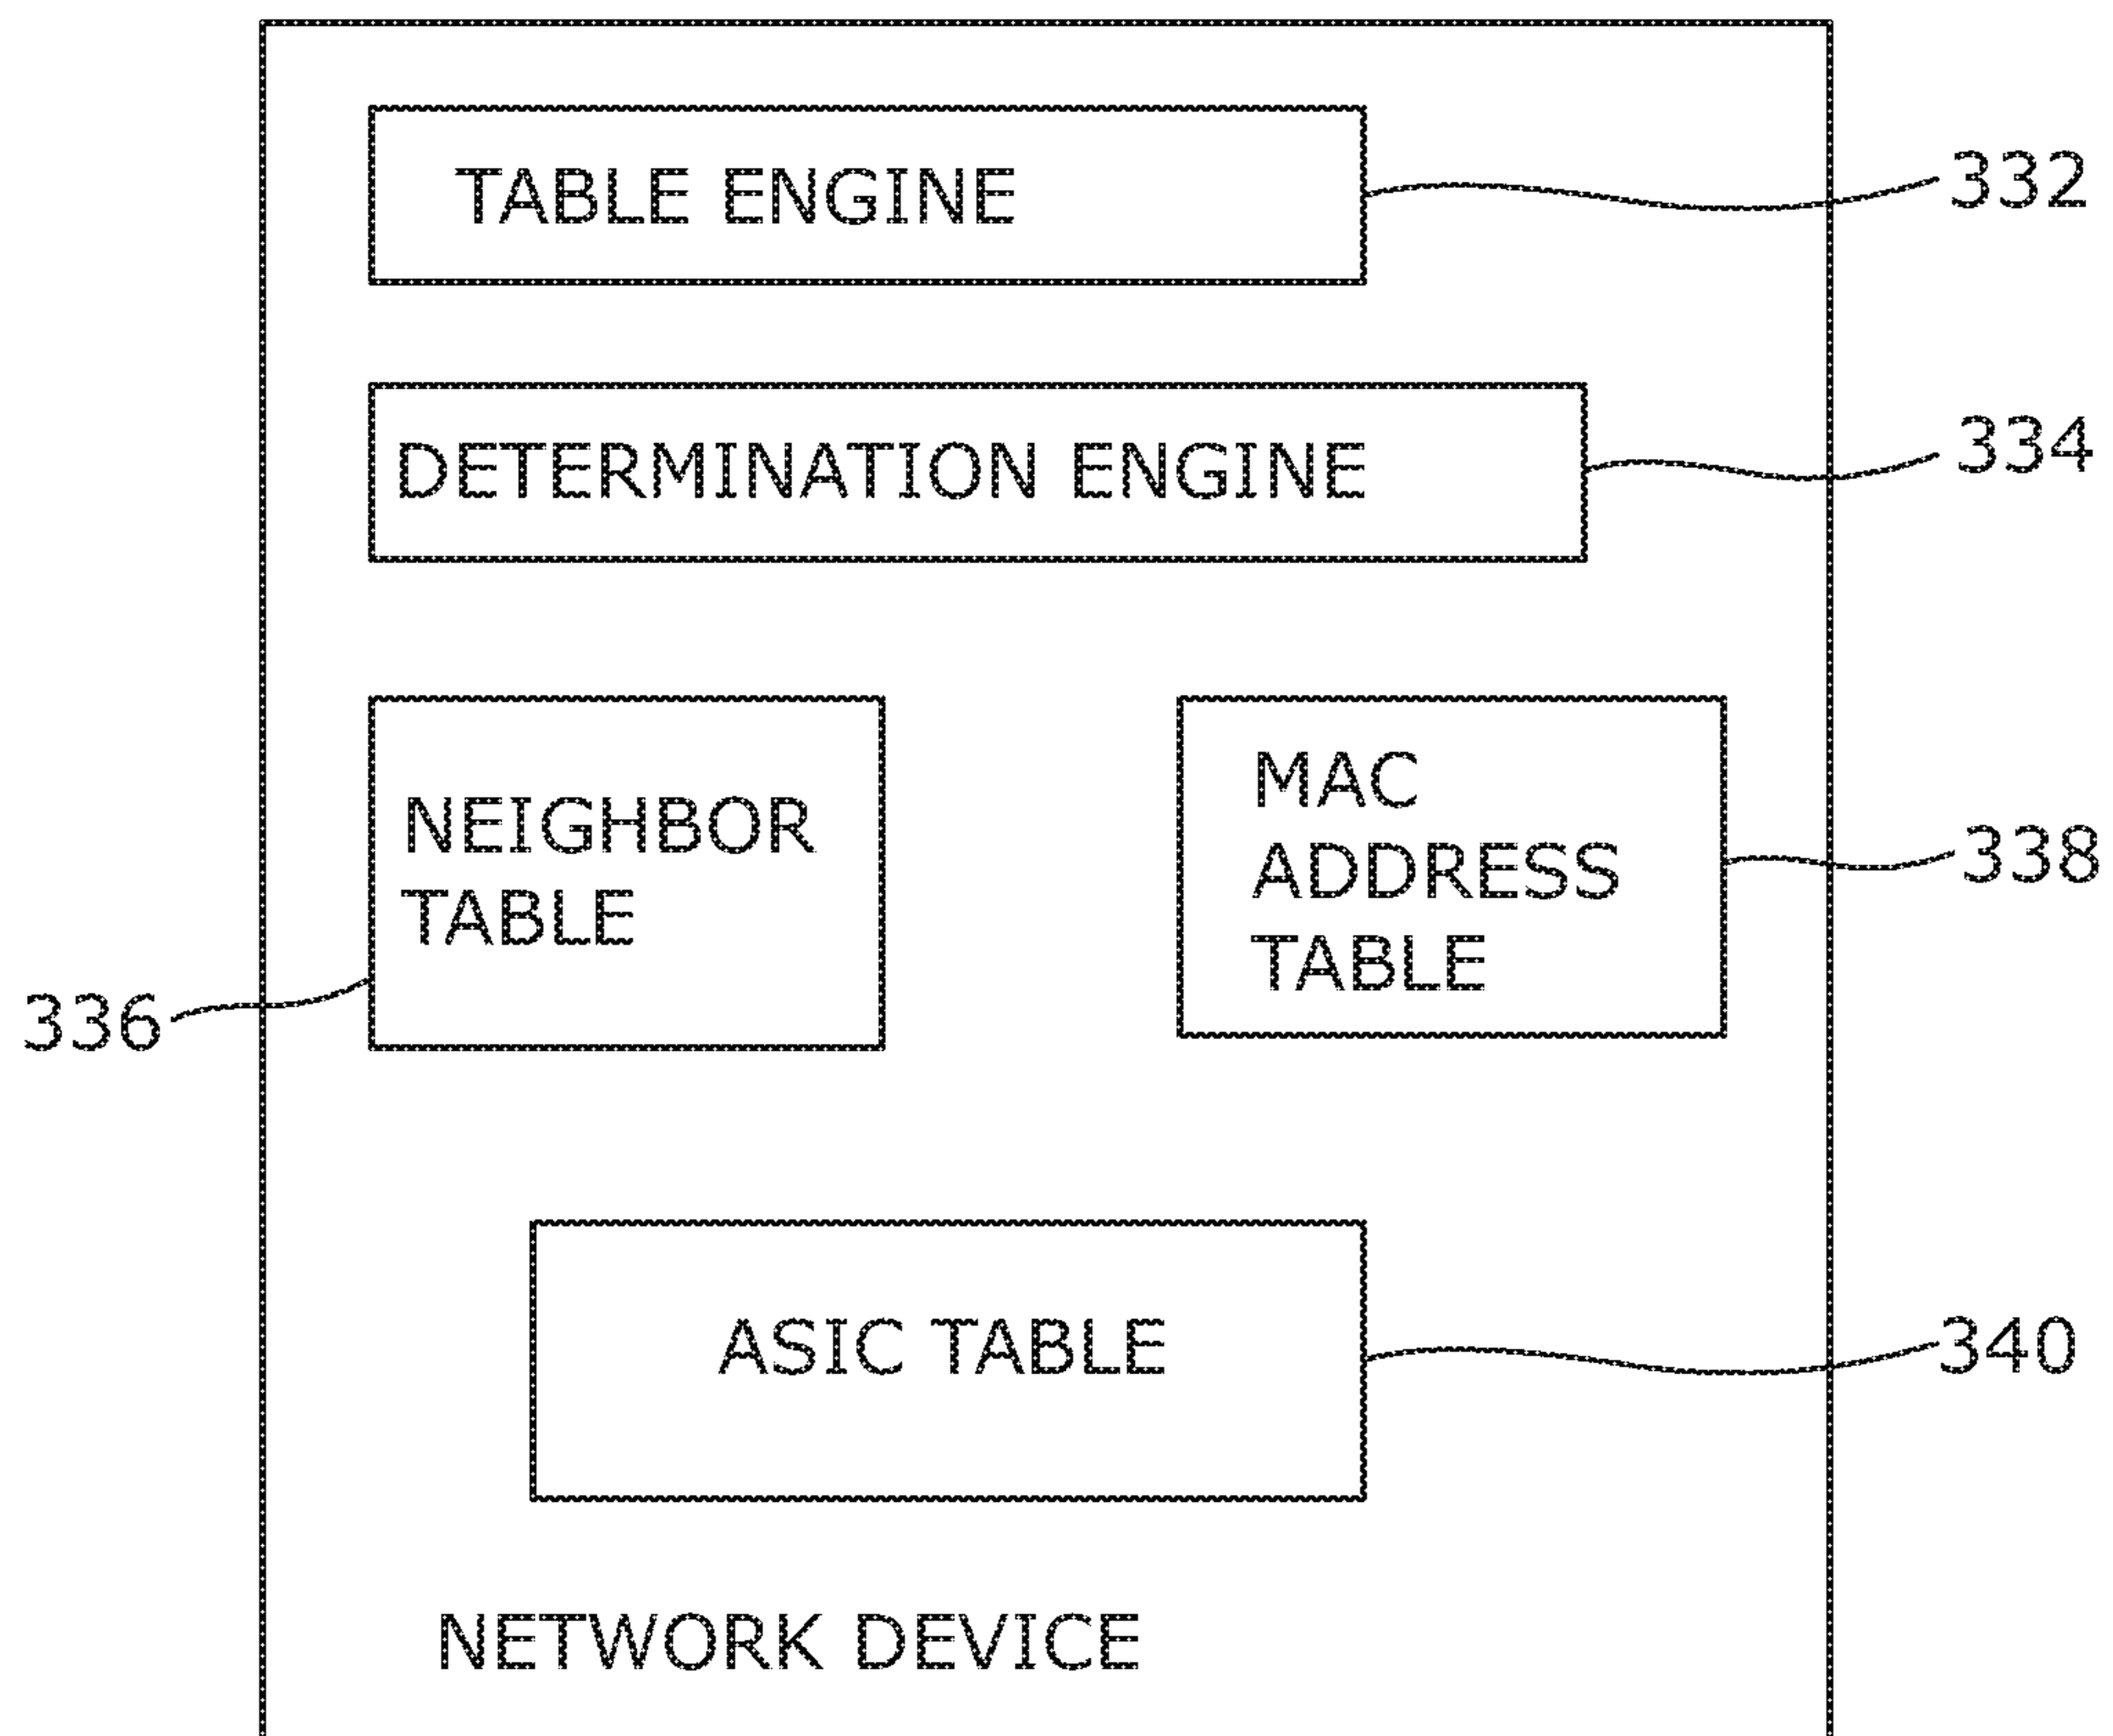 TABLE ENGINE
332
DETERMINATION ENGINE
334
NEIGHBOR
TABLE
336
MAC
ADDRESS
TABLE
338
ASIC TABLE
340
NETWORK DEVICE